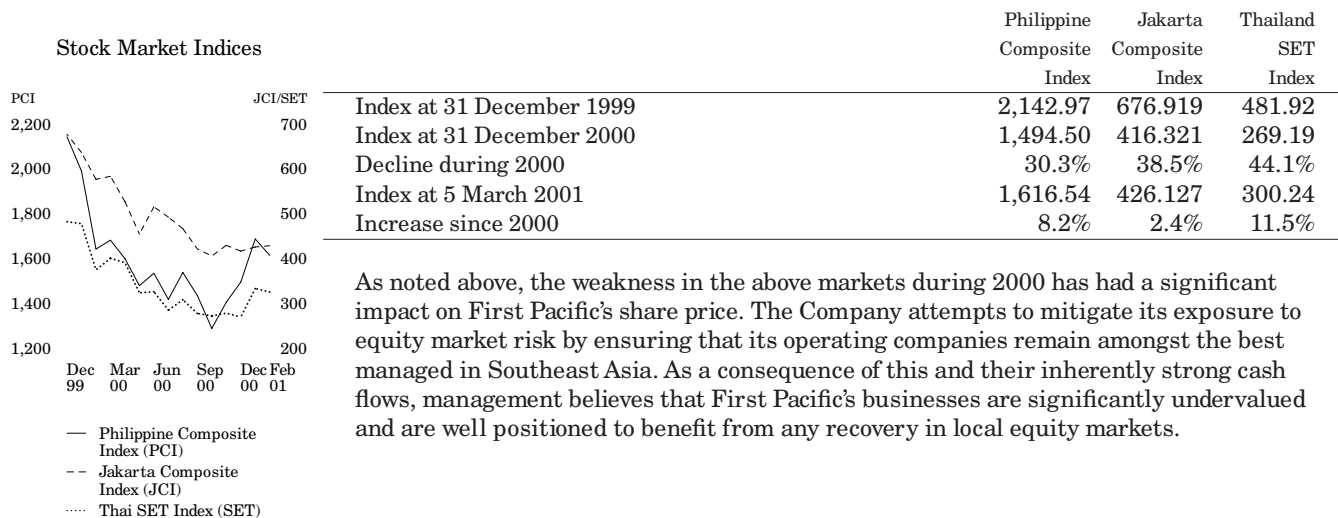 Stock Market Indices
PCI JCI/SET
2,200 700
2,000 600
1,800 500
1,600 400
1,400 300
1,200 200
Dec Mar Jun Sep Dec Feb
99 00 00 00 00 01
— Philippine Composite
Index (PCI)
-- Jakarta Composite
Index (JCI)
..... Thai SET Index (SET)
Philippine Jakarta Thailand
Composite Composite SET
Index Index Index
Index at 31 December 1999 2,142.97 676.919 481.92
Index at 31 December 2000 1,494.50 416.321 269.19
Decline during 2000 30.3% 38.5% 44.1%
Index at 5 March 2001 1,616.54 426.127 300.24
Increase since 2000 8.2% 2.4% 11.5%
As noted above, the weakness in the above markets during 2000 has had a significant
impact on First Pacific's share price. The Company attempts to mitigate its exposure to
equity market risk by ensuring that its operating companies remain amongst the best
managed in Southeast Asia. As a consequence of this and their inherently strong cash
flows, management believes that First Pacific's businesses are significantly undervalued
and are well positioned to benefit from any recovery in local equity markets.